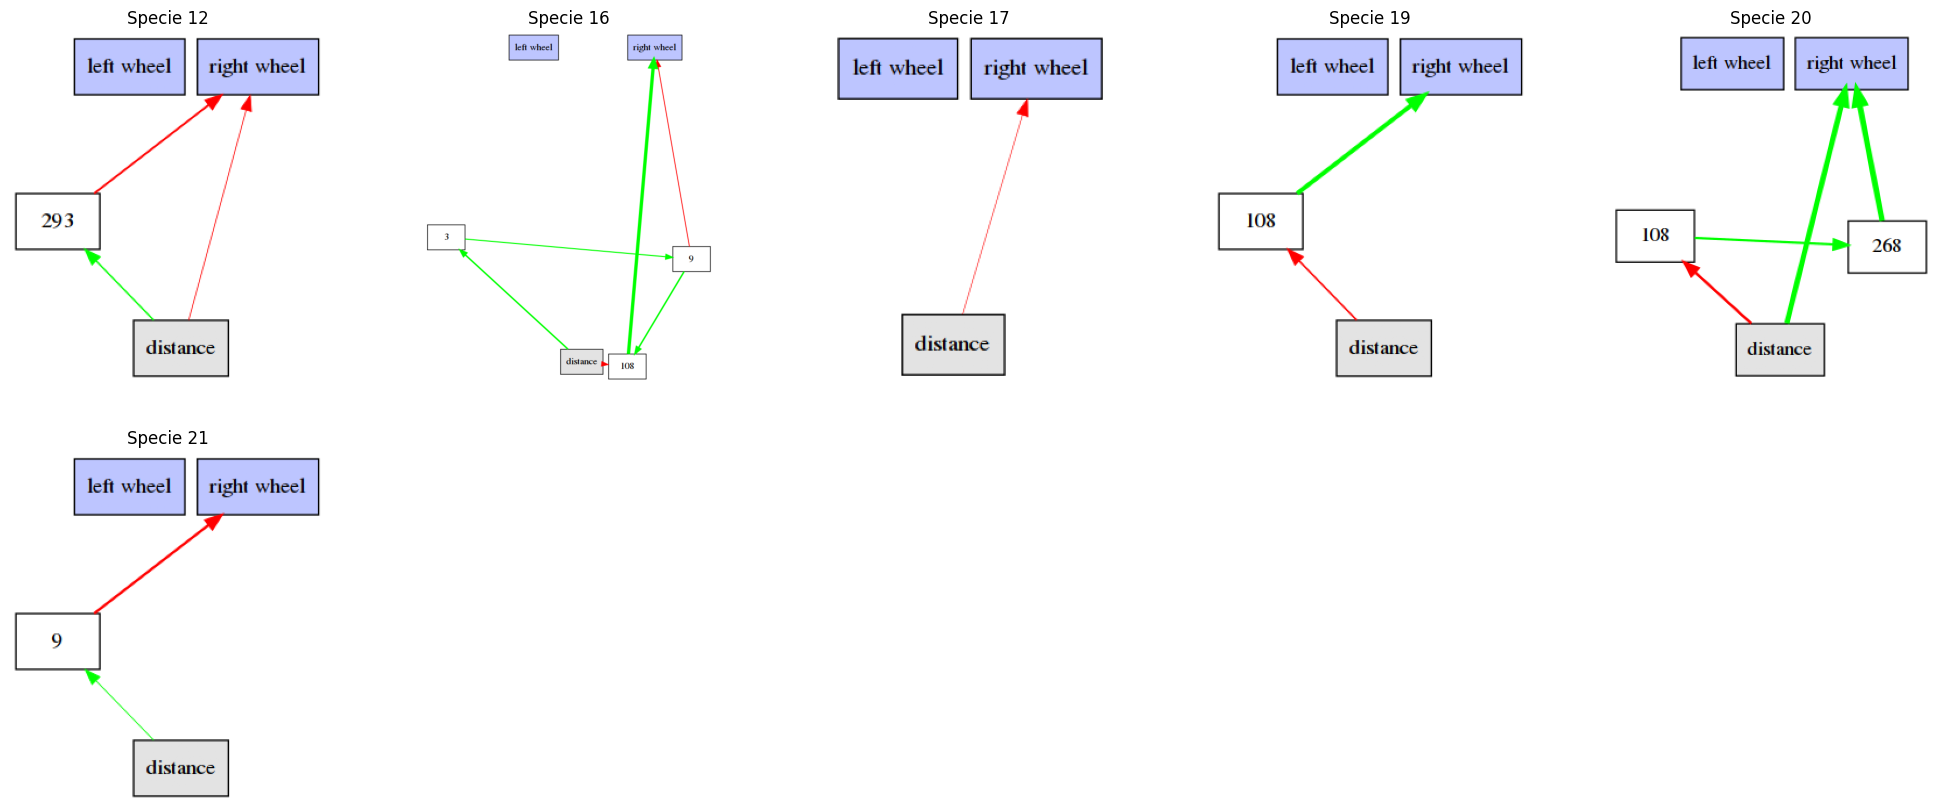 Specie 12
left wheel
right wheel
293
distance
Specie 16
left wheel
right wheel
3
9
distance
108
Specie 17
left wheel
right wheel
distance
Specie 19
left wheel
right wheel
108
distance
Specie 20
left wheel
right wheel
108
268
distance
Specie 21
left wheel
right wheel
9
distance